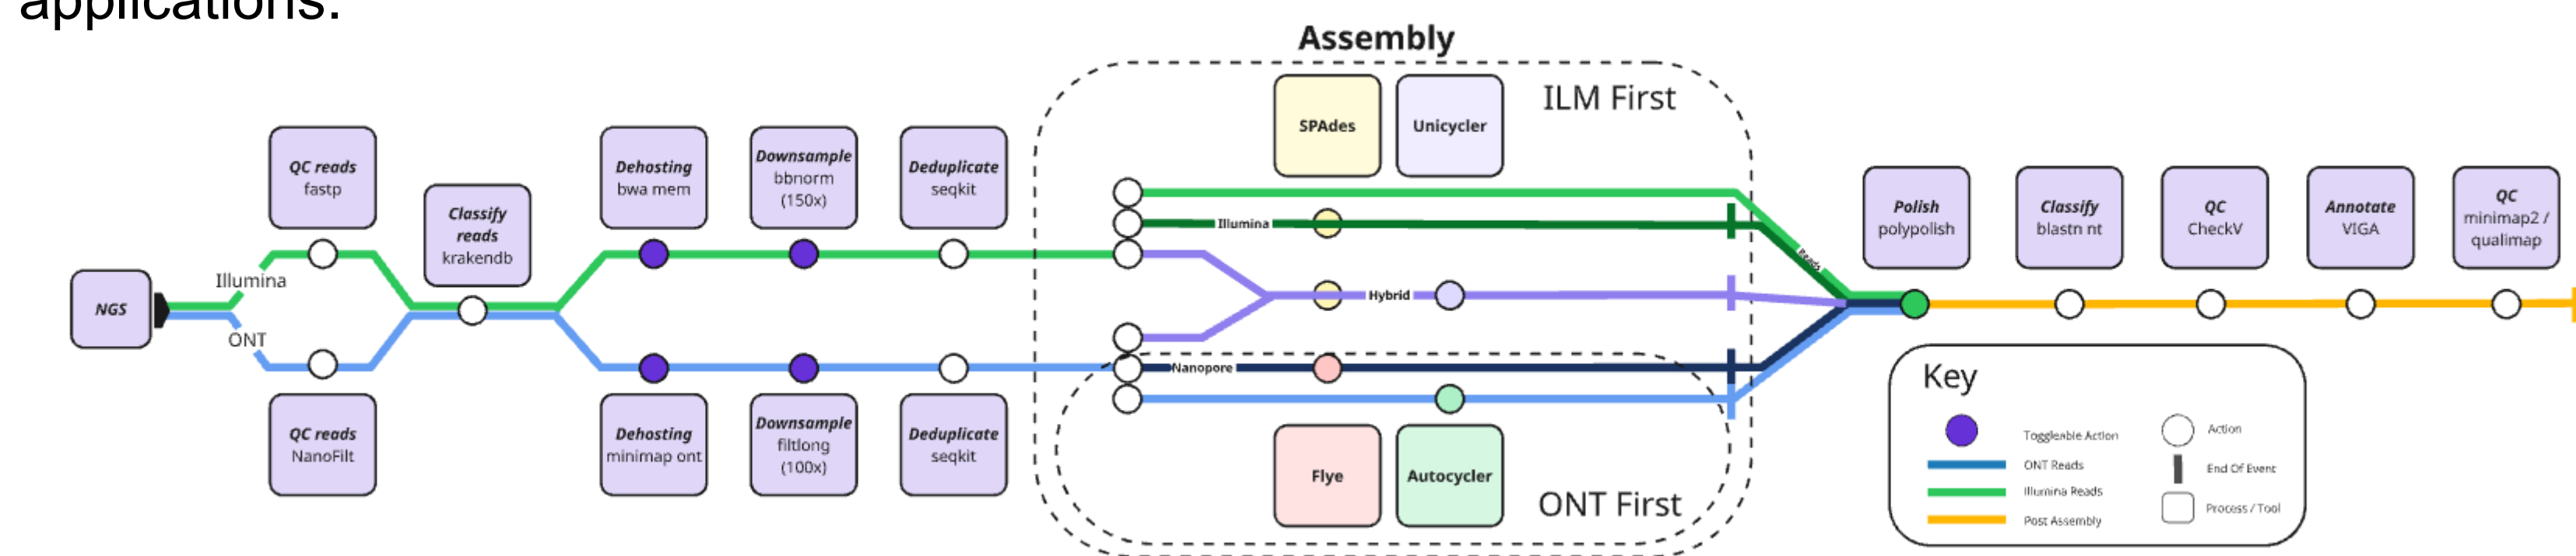 applications.
Assembly
ILM First
SPAdes
Unicycler
QC reads
fastp
Classify
reads
krakendb
Dehosting
bwa mem
Downsample
bbnorm
(150x)
Deduplicate
seqkit
NGS
Illumina
ONT
QC reads
NanoFilt
Dehosting
minimap ont
Downsample
filtlong
(100x)
Deduplicate
seqkit
Illumina
Hybrid
Nanopore
Reads
Flye
Autocycler
ONT First
Polish
polypolish
Classify
blastn nt
QC
CheckV
Annotate
VIGA
QC
minimap2 /
qualimap
Key
Toggleable Action
ONT Reads
Illumina Reads
Post Assembly
Action
End Of Event
Process / Tool